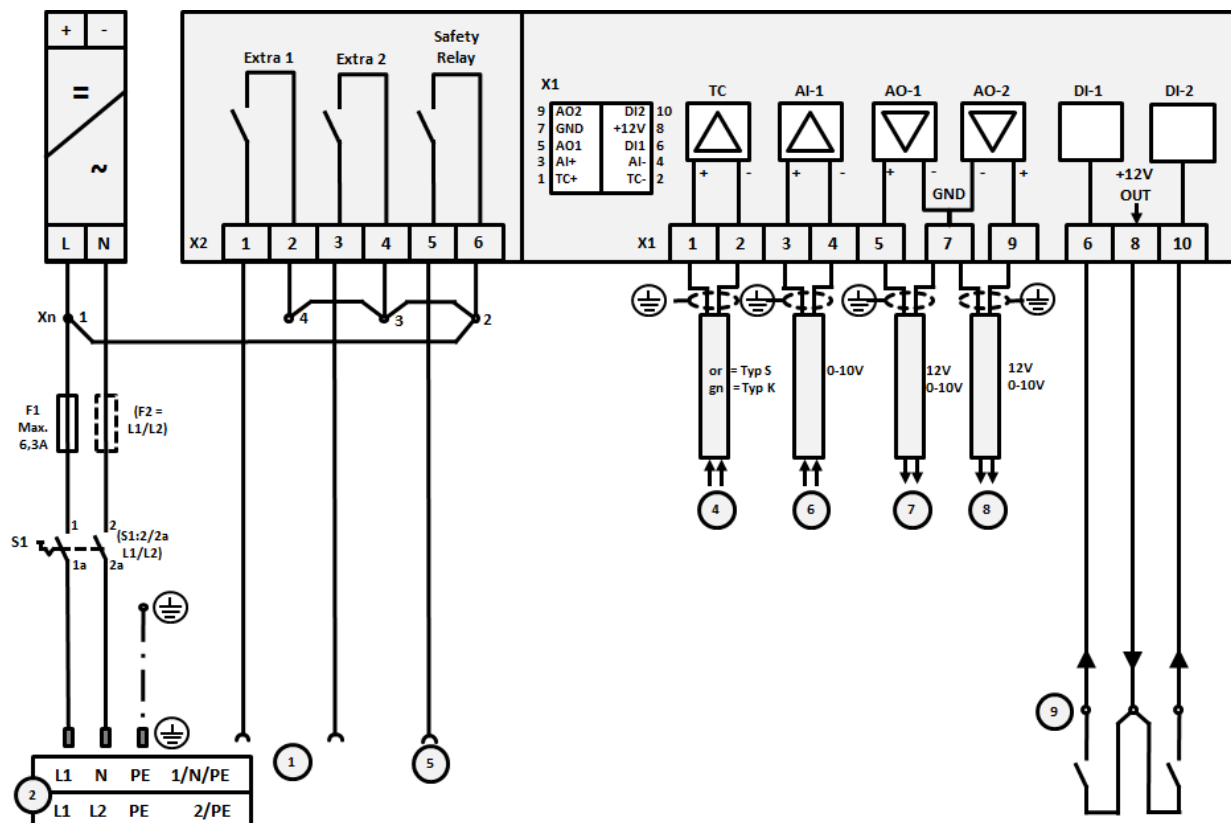 + -
=
~
L N
Extra 1
Extra 2
Safety
Relay
X2 1 2 3 4 5 6
X1
9 AO2 DI2 10
7 GND +12V 8
5 AO1 DI1 6
3 AI+ AI- 4
1 TC+ TC- 2
TC
AI-1
AO-1
AO-2
DI-1
DI-2
+ - + - + - - +
GND
+12V
OUT
X1 1 2 3 4 5 7 9 6 8 10
Xn 1
4 3 2
F1
Max.
6,3A
(F2 =
L1/L2)
or = Typ S
gn =Typ K
0-10V
12V
0-10V
12V
0-10V
4 6 7 8
S1
1 2
(S1:2/2a
L1/L2)
1a 2a
9
1
5
2
L1 N PE 1/N/PE
L1 L2 PE 2/PE